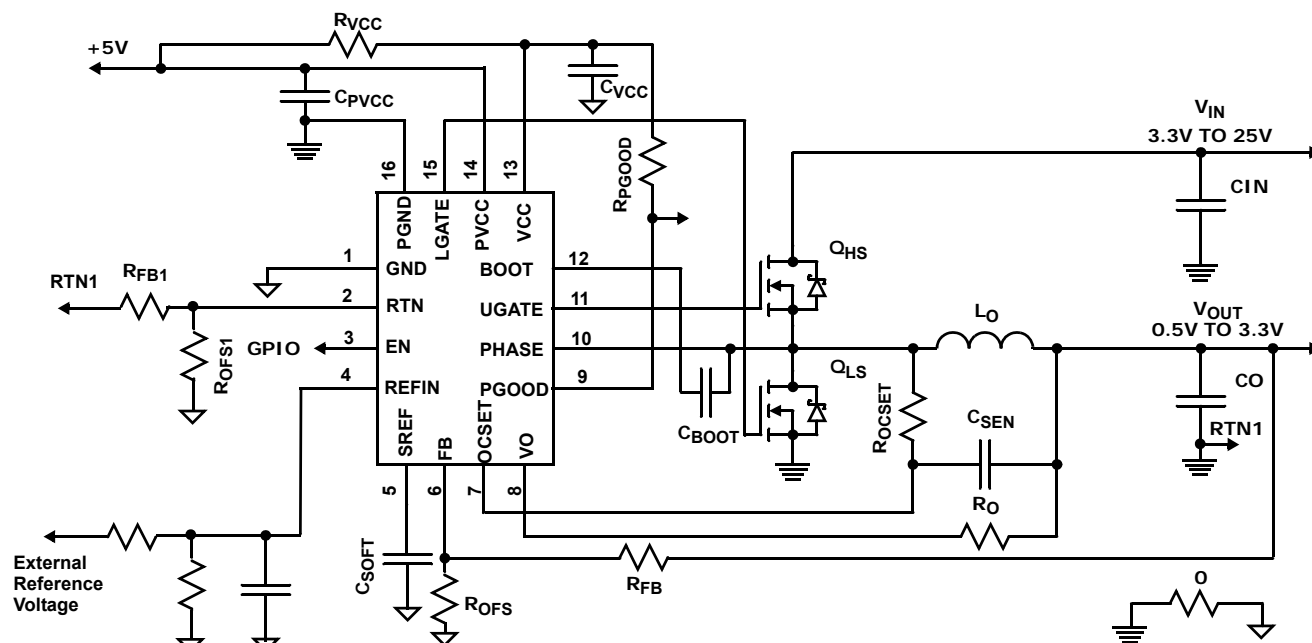 RVCC
+5V
CPVCC
CVCC
RPGOOD
VIN
3.3V TO 25V
CIN
16
15
14
13
PGND
LGATE
PVCC
VCC
1
GND
BOOT
12
QHS
RTN1
RFB1
2
RTN
UGATE
11
LO
VOUT
0.5V TO 3.3V
ROFS1
GPIO
3
EN
PHASE
10
QLS
4
REFIN
PGOOD
9
CBOOT
ROCSET
CSEN
CO
RTN1
SREF
FB
OCSET
VO
5
6
7
8
RO
External
Reference
Voltage
CSOFT
ROFS
RFB
0